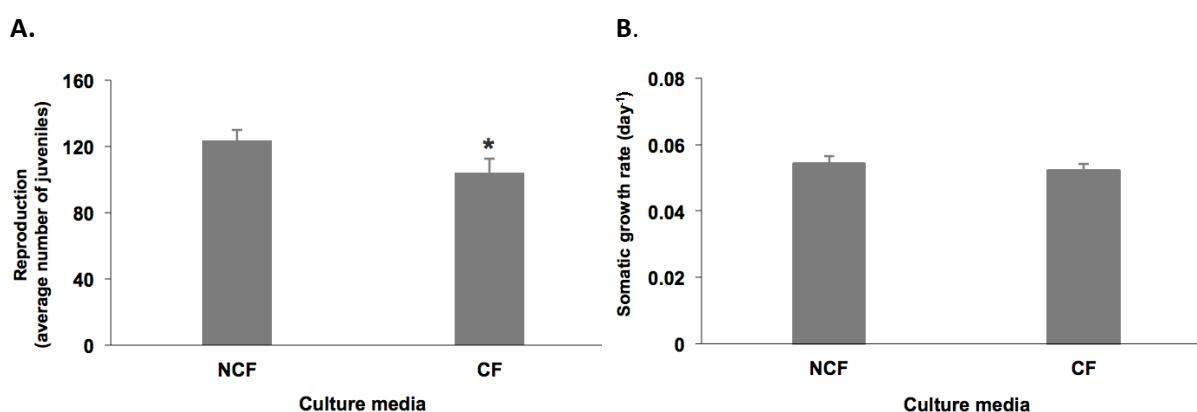 A.
Reproduction
(average number of juveniles)
160
120
80
40
0
*
NCF
CF
Culture media
B.
Somatic growth rate (day-1)
0.08
0.06
0.04
0.02
0
NCF
CF
Culture media